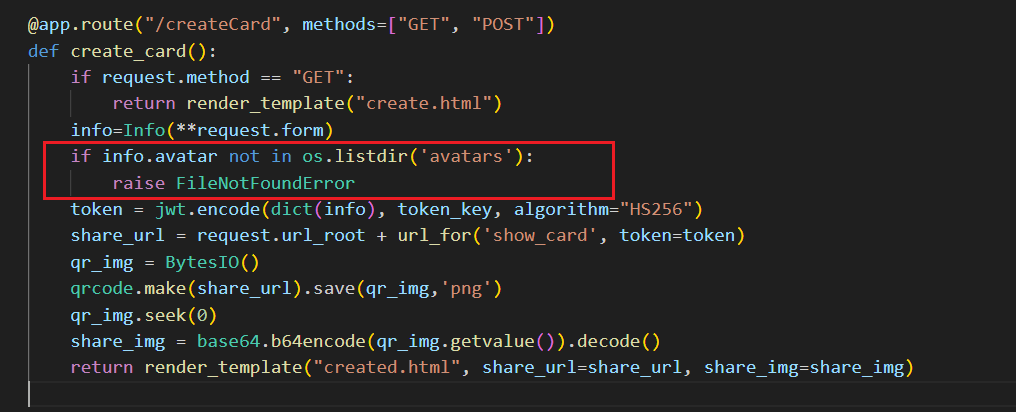 @app.route("/createCard", methods=["GET", "POST"])
def create_card():
    if request.method == "GET":
        return render_template("create.html")
    info=Info(**request.form)
    if info.avatar not in os.listdir('avatars'):
        raise FileNotFoundError
    token = jwt.encode(dict(info), token_key, algorithm="HS256")
    share_url = request.url_root + url_for('show_card', token=token)
    qr_img = BytesIO()
    qrcode.make(share_url).save(qr_img,'png')
    qr_img.seek(0)
    share_img = base64.b64encode(qr_img.getvalue()).decode()
    return render_template("created.html", share_url=share_url, share_img=share_img)